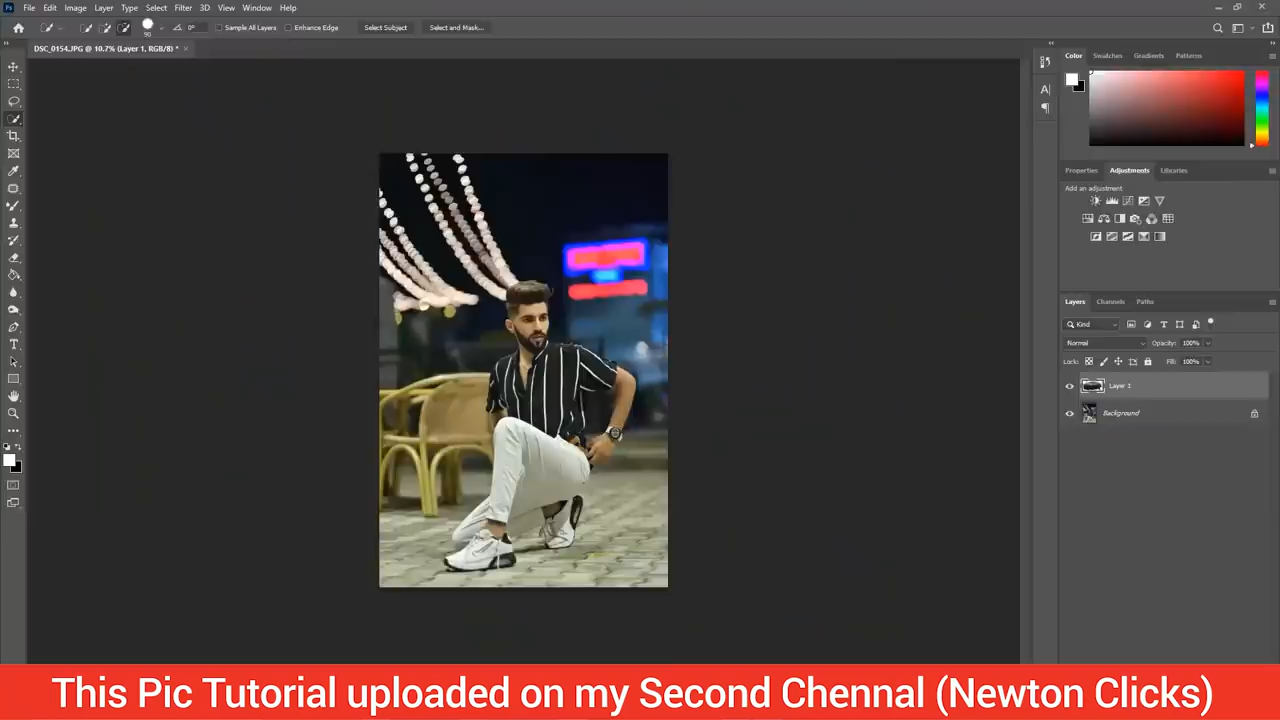 Ps File Edit Image Layer Type Select Filter 3D View Window Help
90 0° Sample All Layers Enhance Edge Select Subject Select and Mask...
DSC_0154.JPG @ 10.7% (Layer 1, RGB/8) * ×
Color Swatches Gradients Patterns
Properties Adjustments Libraries
Add an adjustment
Layers Channels Paths
Kind
Normal Opacity: 100%
Lock: Fill: 100%
Layer 1
Background
This Pic Tutorial uploaded on my Second Chennal (Newton Clicks)